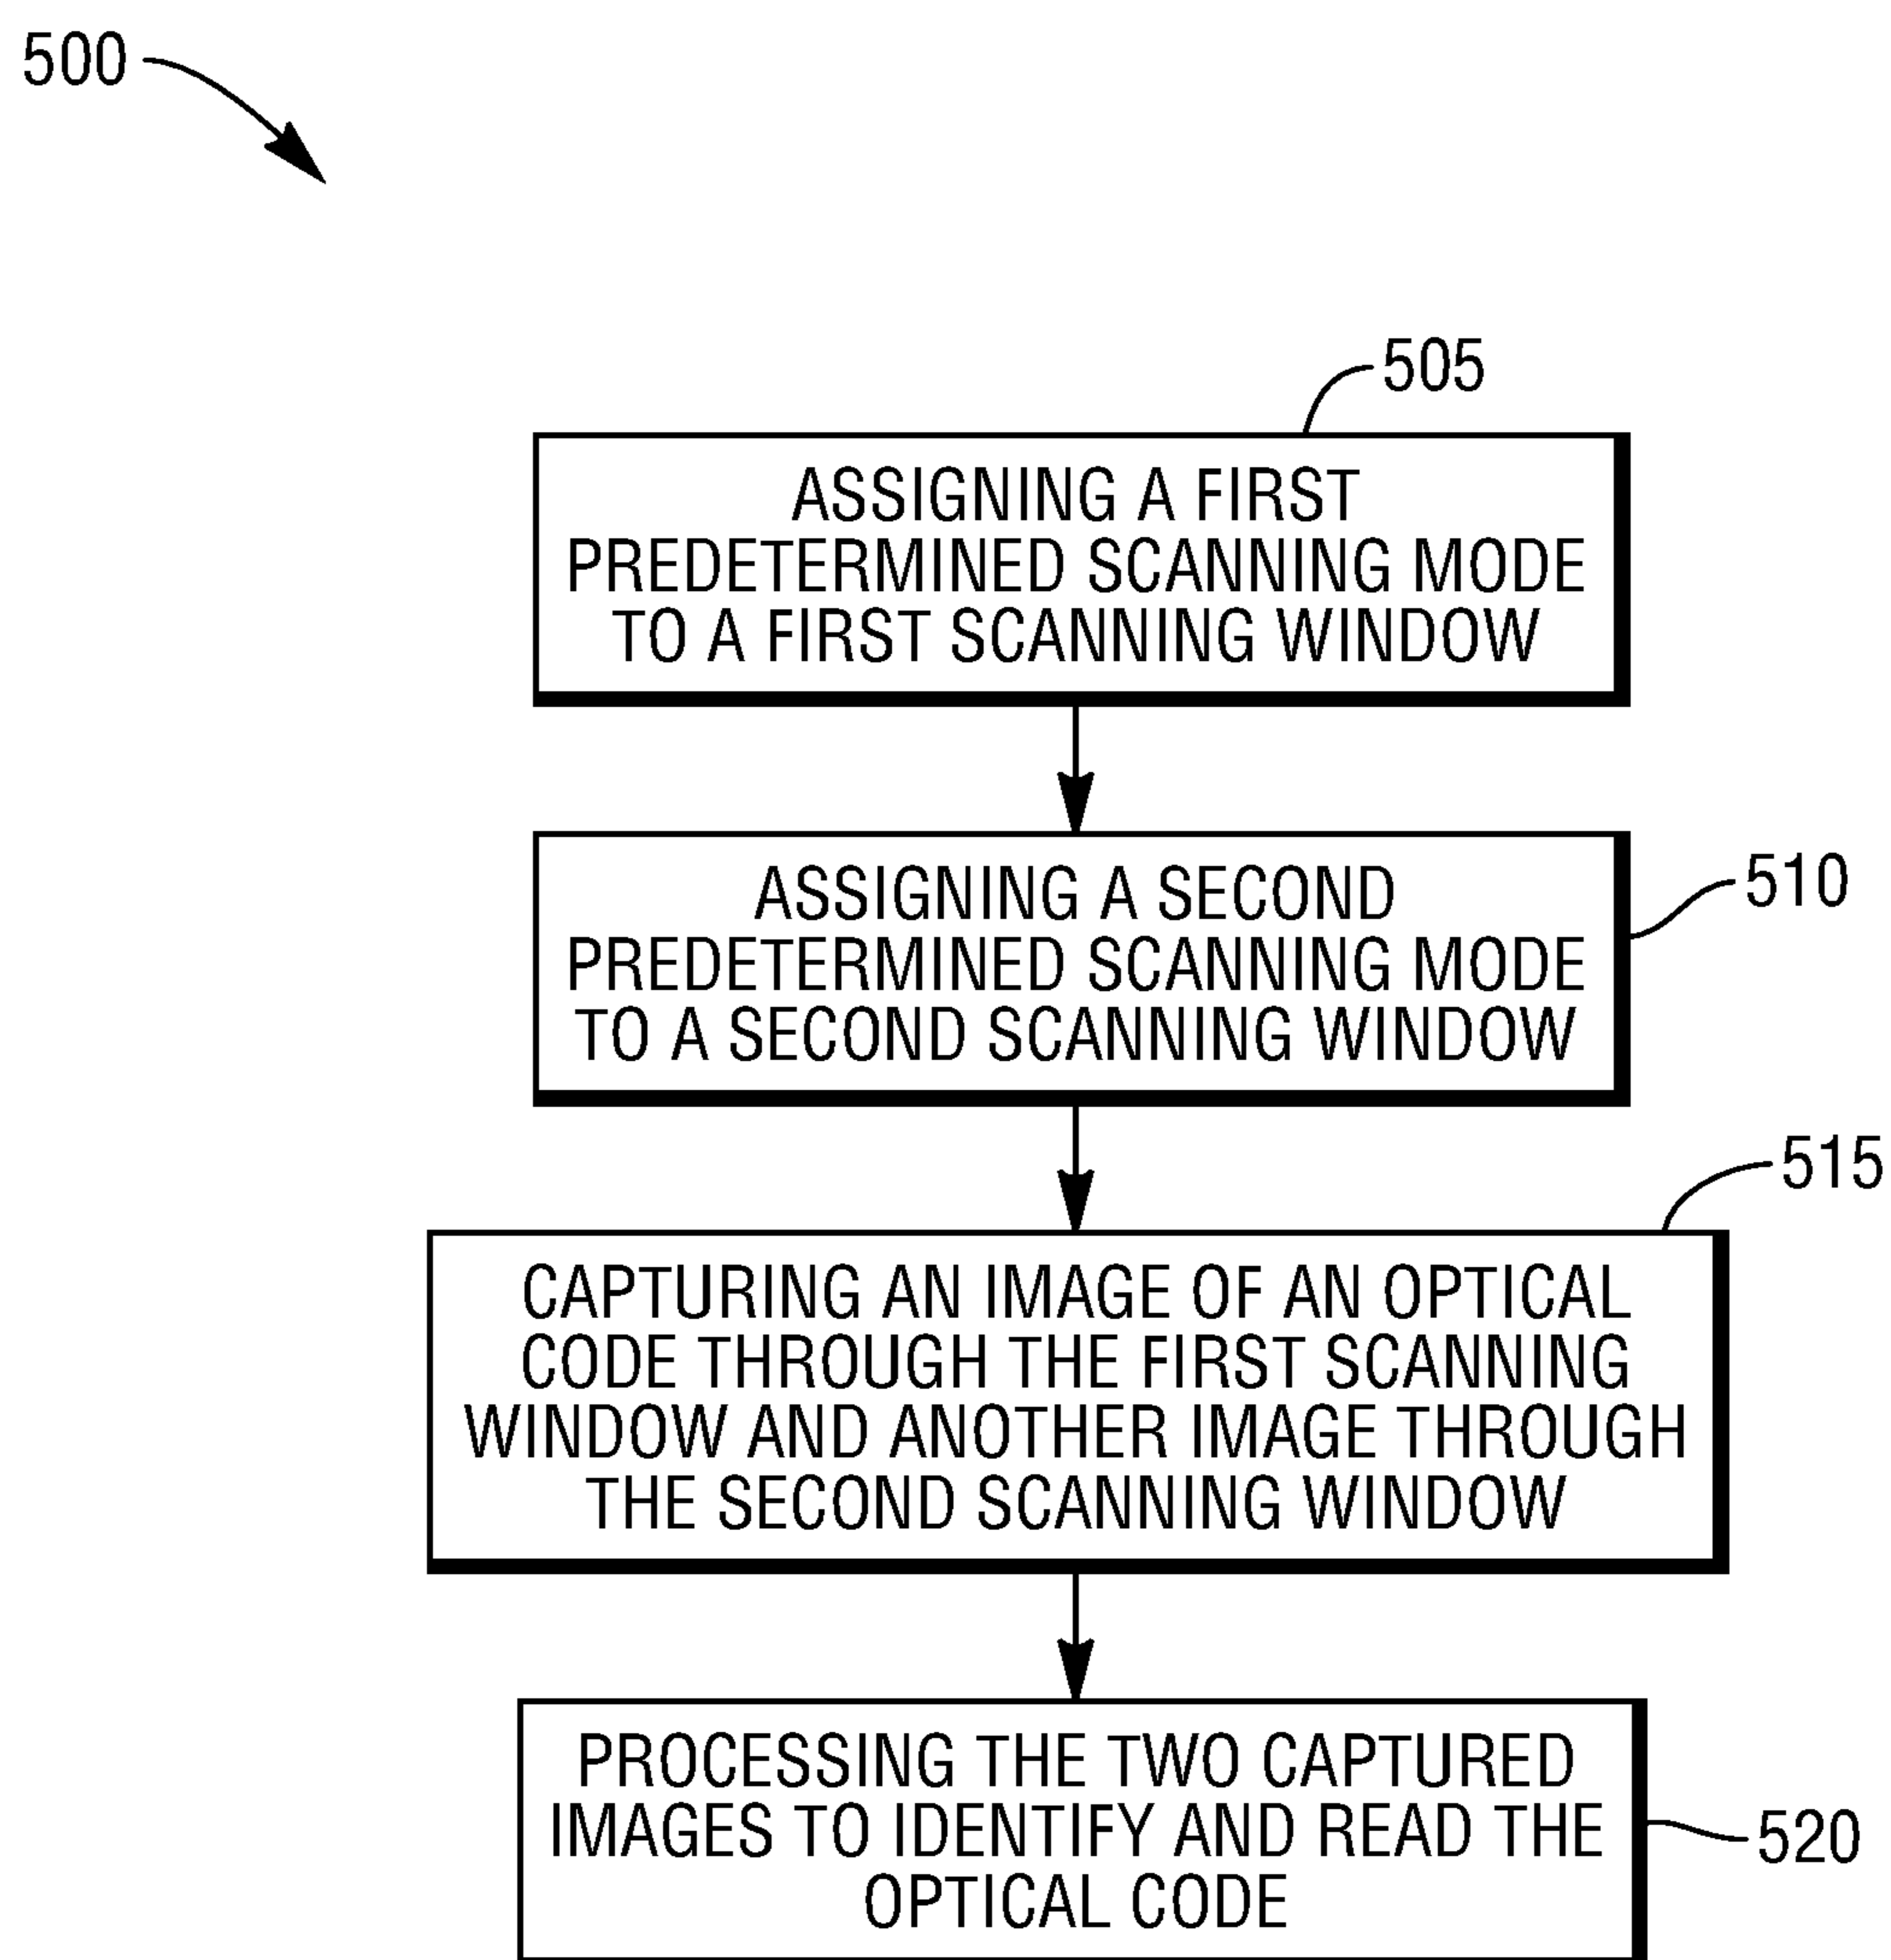 500
505
ASSIGNING A FIRST
PREDETERMINED SCANNING MODE
TO A FIRST SCANNING WINDOW
ASSIGNING A SECOND
PREDETERMINED SCANNING MODE
TO A SECOND SCANNING WINDOW
510
515
CAPTURING AN IMAGE OF AN OPTICAL
CODE THROUGH THE FIRST SCANNING
WINDOW AND ANOTHER IMAGE THROUGH
THE SECOND SCANNING WINDOW
PROCESSING THE TWO CAPTURED
IMAGES TO IDENTIFY AND READ THE
OPTICAL CODE
520